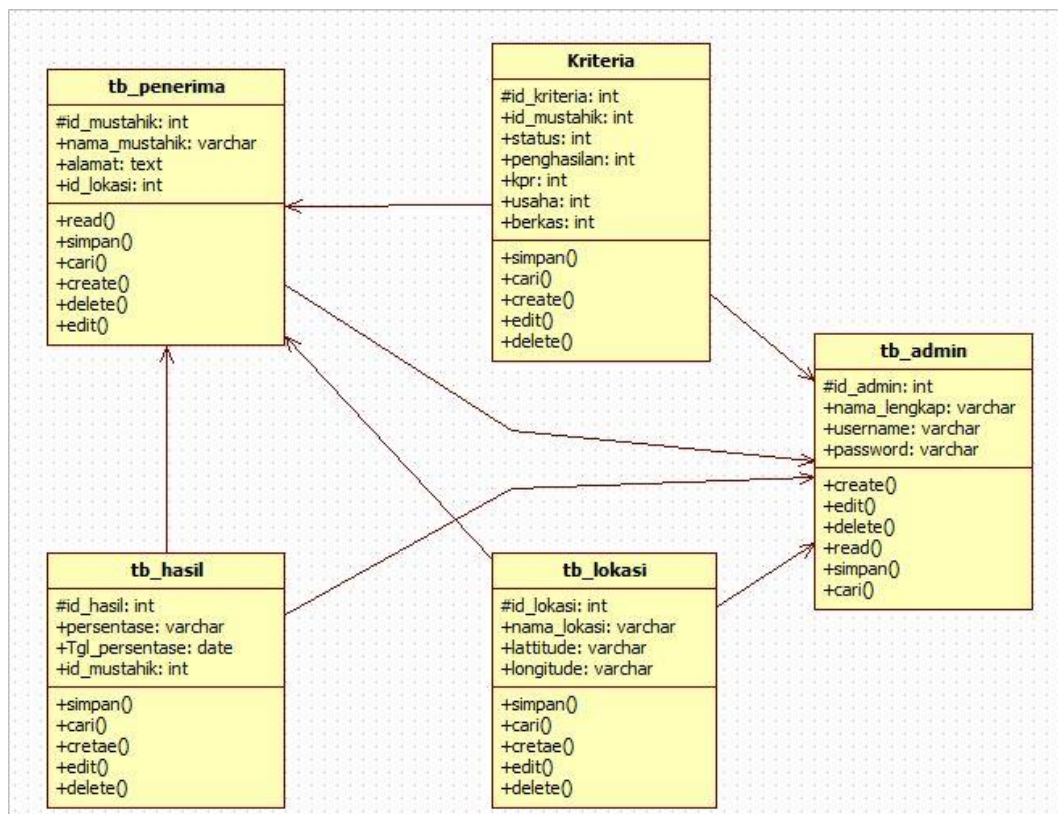 tb_penerima
#id_mustahik: int
+nama_mustahik: varchar
+alamat: text
+id_lokasi: int
+read()
+simpan()
+cari()
+create()
+delete()
+edit()
Kriteria
#id_kriteria: int
+id_mustahik: int
+status: int
+penghasilan: int
+kpr: int
+usaha: int
+berkas: int
+simpan()
+cari()
+create()
+edit()
+delete()
tb_admin
#id_admin: int
+nama_lengkap: varchar
+username: varchar
+password: varchar
+create()
+edit()
+delete()
+read()
+simpan()
+cari()
tb_hasil
#id_hasil: int
+persentase: varchar
+Tgl_persentase: date
+id_mustahik: int
+simpan()
+cari()
+cretae()
+edit()
+delete()
tb_lokasi
#id_lokasi: int
+nama_lokasi: varchar
+lattitude: varchar
+longitude: varchar
+simpan()
+cari()
+cretae()
+edit()
+delete()